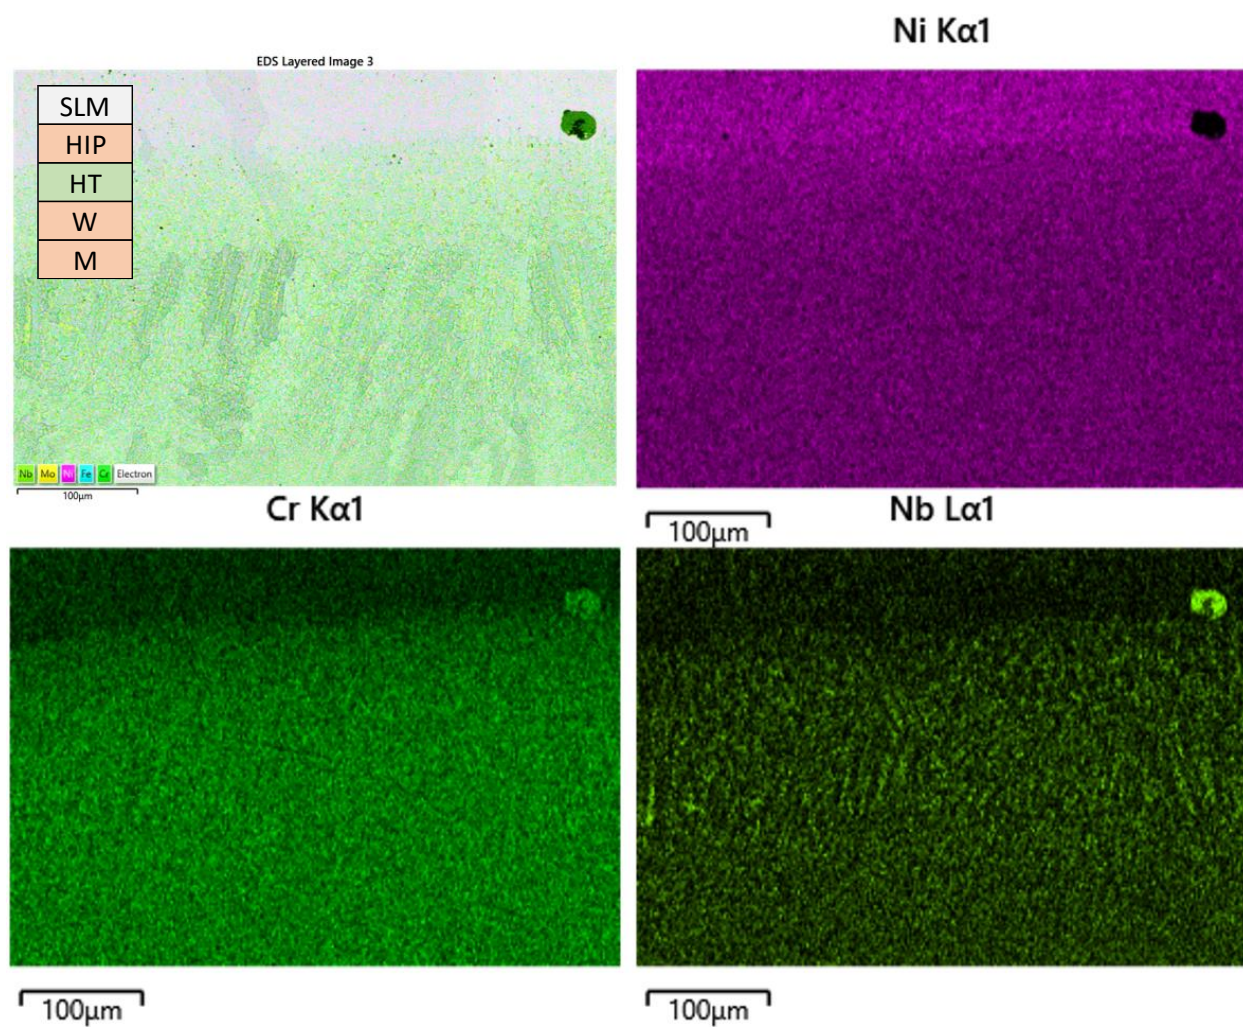 Ni Kα1
EDS Layered Image 3
SLM
HIP
HT
W
M
Nb Mo Ni Fe Cr Electron
100µm
Cr Kα1
Nb Lα1
100µm
100µm
100µm